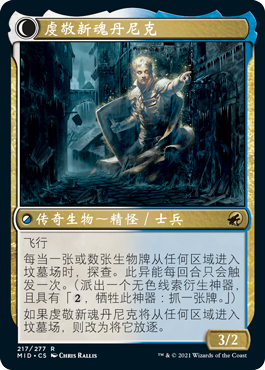 虔敬新魂丹尼克
传奇生物～精怪／士兵
飞行
每当一张或数张生物牌从任何区域进入
坟墓场时，探查。此异能每回合只会触
发一次。（派出一个无色线索衍生神器，
且具有「2，牺牲此神器：抓一张牌。」）
如果虔敬新魂丹尼克将从任何区域进入
坟墓场，则改为将它放逐。
3/2
217/277 R
MID • CS CHRIS RALLIS
™ & © 2021 Wizards of the Coast